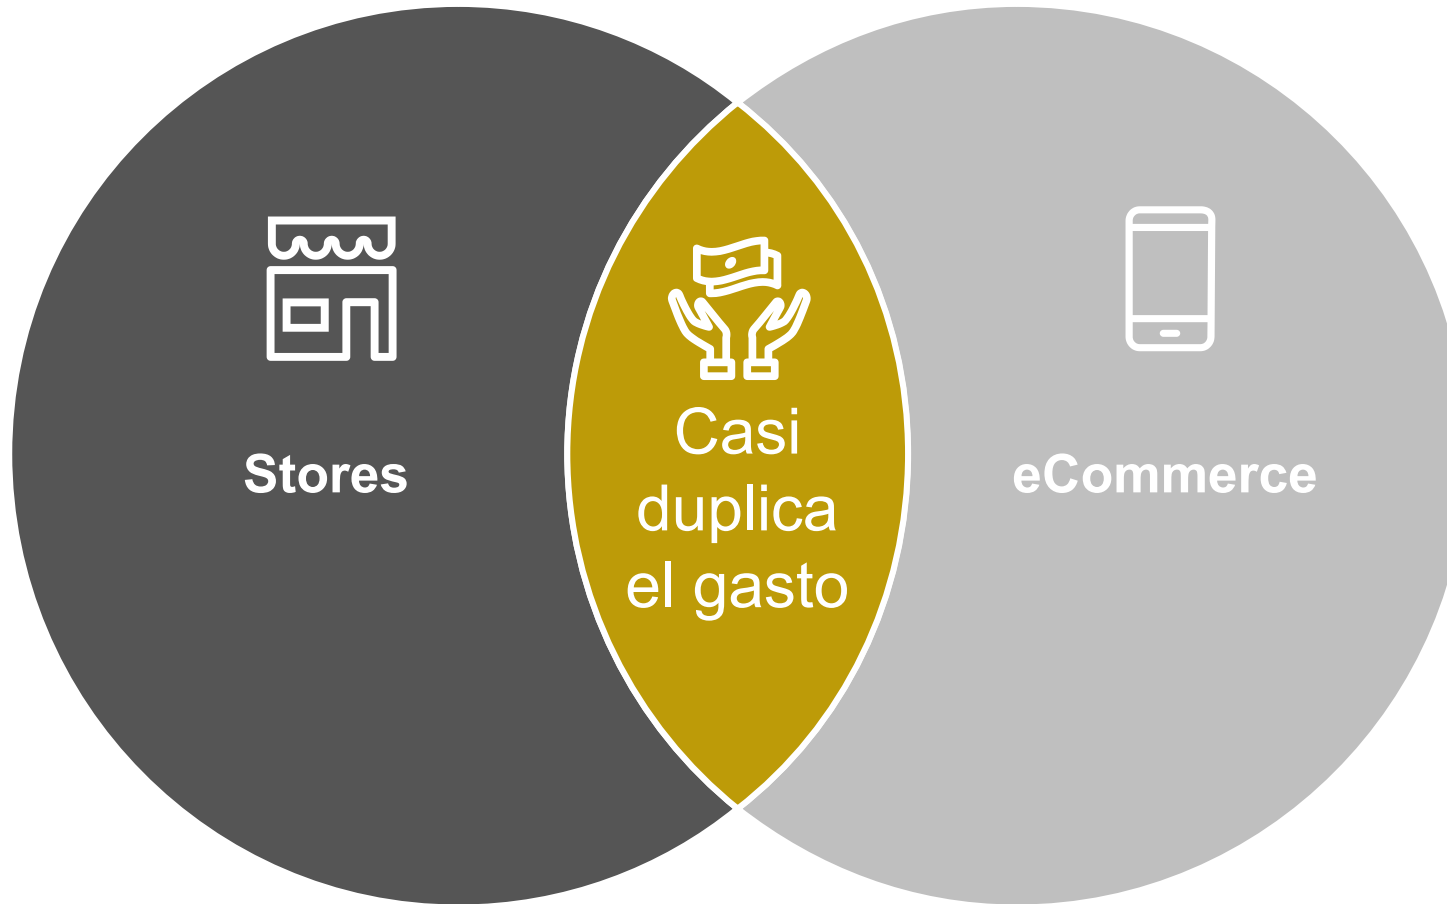 Stores
Casi
duplica
el gasto
eCommerce